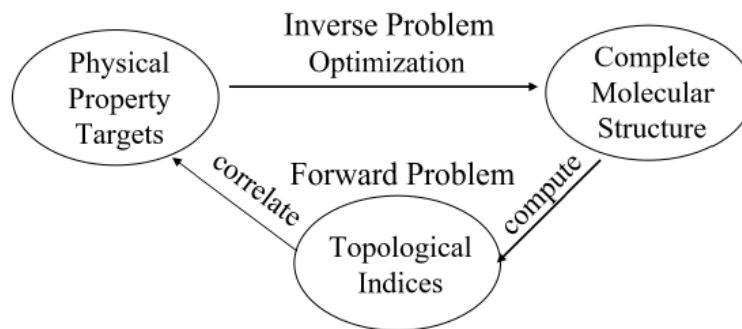 Inverse Problem
Optimization
Physical
Property
Targets
Complete
Molecular
Structure
correlate
Forward Problem
compute
Topological
Indices